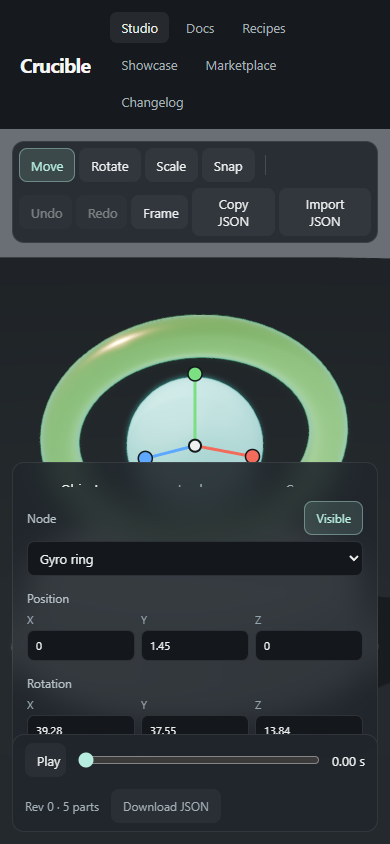 Studio Docs Recipes
Crucible Showcase Marketplace
Changelog
Move Rotate Scale Snap
Undo Redo Frame Copy JSON Import JSON
Node Visible
Gyro ring
Position
X Y Z
0 1.45 0
Rotation
X Y Z
39.28 37.55 13.84
Play 0.00 s
Rev 0 · 5 parts Download JSON